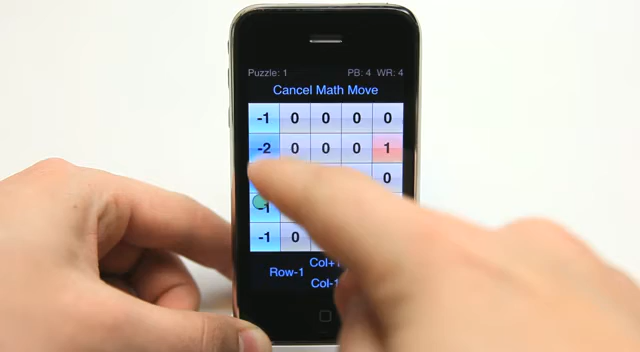 Puzzle: 1 PB: 4 WR: 4
Cancel Math Move
-1 0 0 0 0
-2 0 0 0 1
0
-1
-1 0
Col+1
Row-1
Col-1